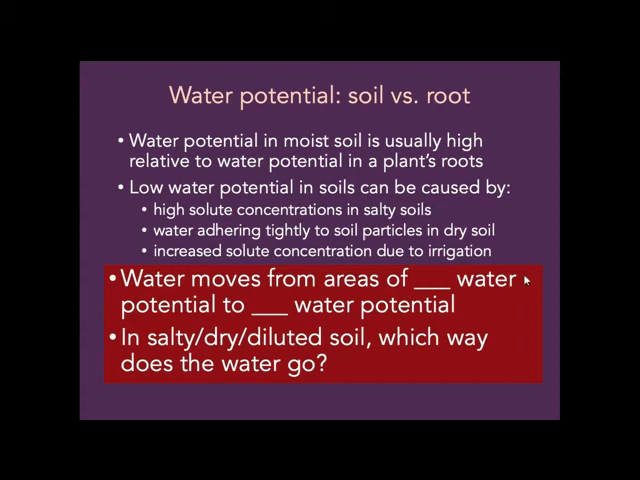 Water potential: soil vs. root
• Water potential in moist soil is usually high
relative to water potential in a plant's roots
• Low water potential in soils can be caused by:
• high solute concentrations in salty soils
• water adhering tightly to soil particles in dry soil
• increased solute concentration due to irrigation
• Water moves from areas of ___ water
potential to ___ water potential
• In salty/dry/diluted soil, which way
does the water go?